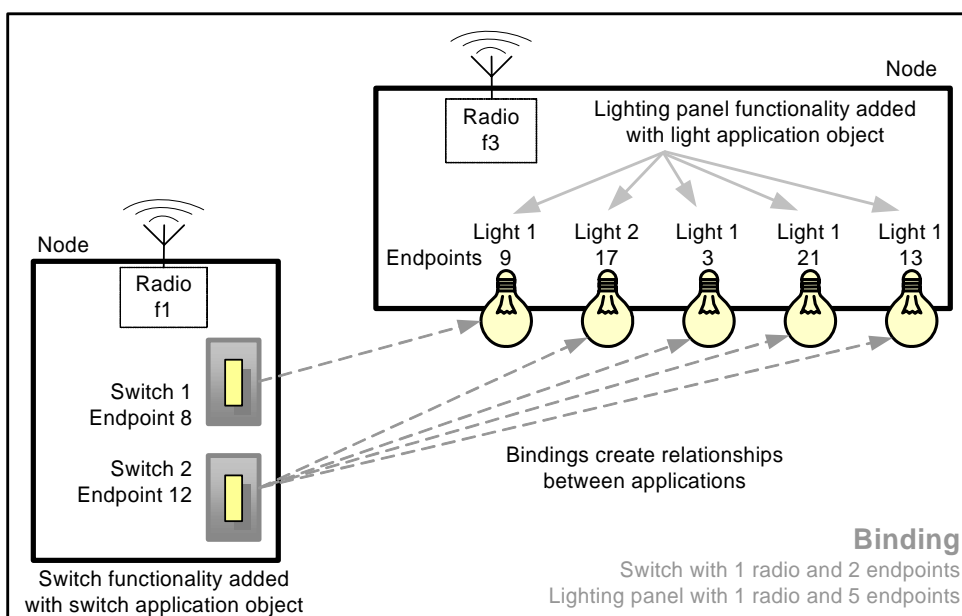 Node
Radio
f3
Lighting panel functionality added
with light application object
Light 1 Light 2 Light 1 Light 1 Light 1
Endpoints 9 17 3 21 13
Node
Radio
f1
Switch 1
Endpoint 8
Switch 2
Endpoint 12
Bindings create relationships
between applications
Switch functionality added
with switch application object
Binding
Switch with 1 radio and 2 endpoints
Lighting panel with 1 radio and 5 endpoints